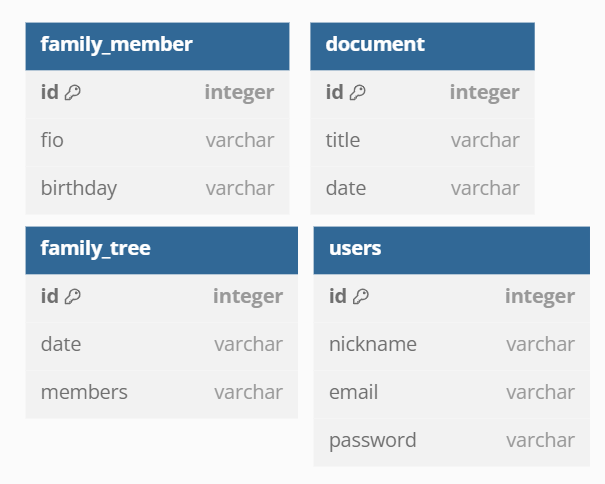 family_member
id integer
fio varchar
birthday varchar
document
id integer
title varchar
date varchar
family_tree
id integer
date varchar
members varchar
users
id integer
nickname varchar
email varchar
password varchar